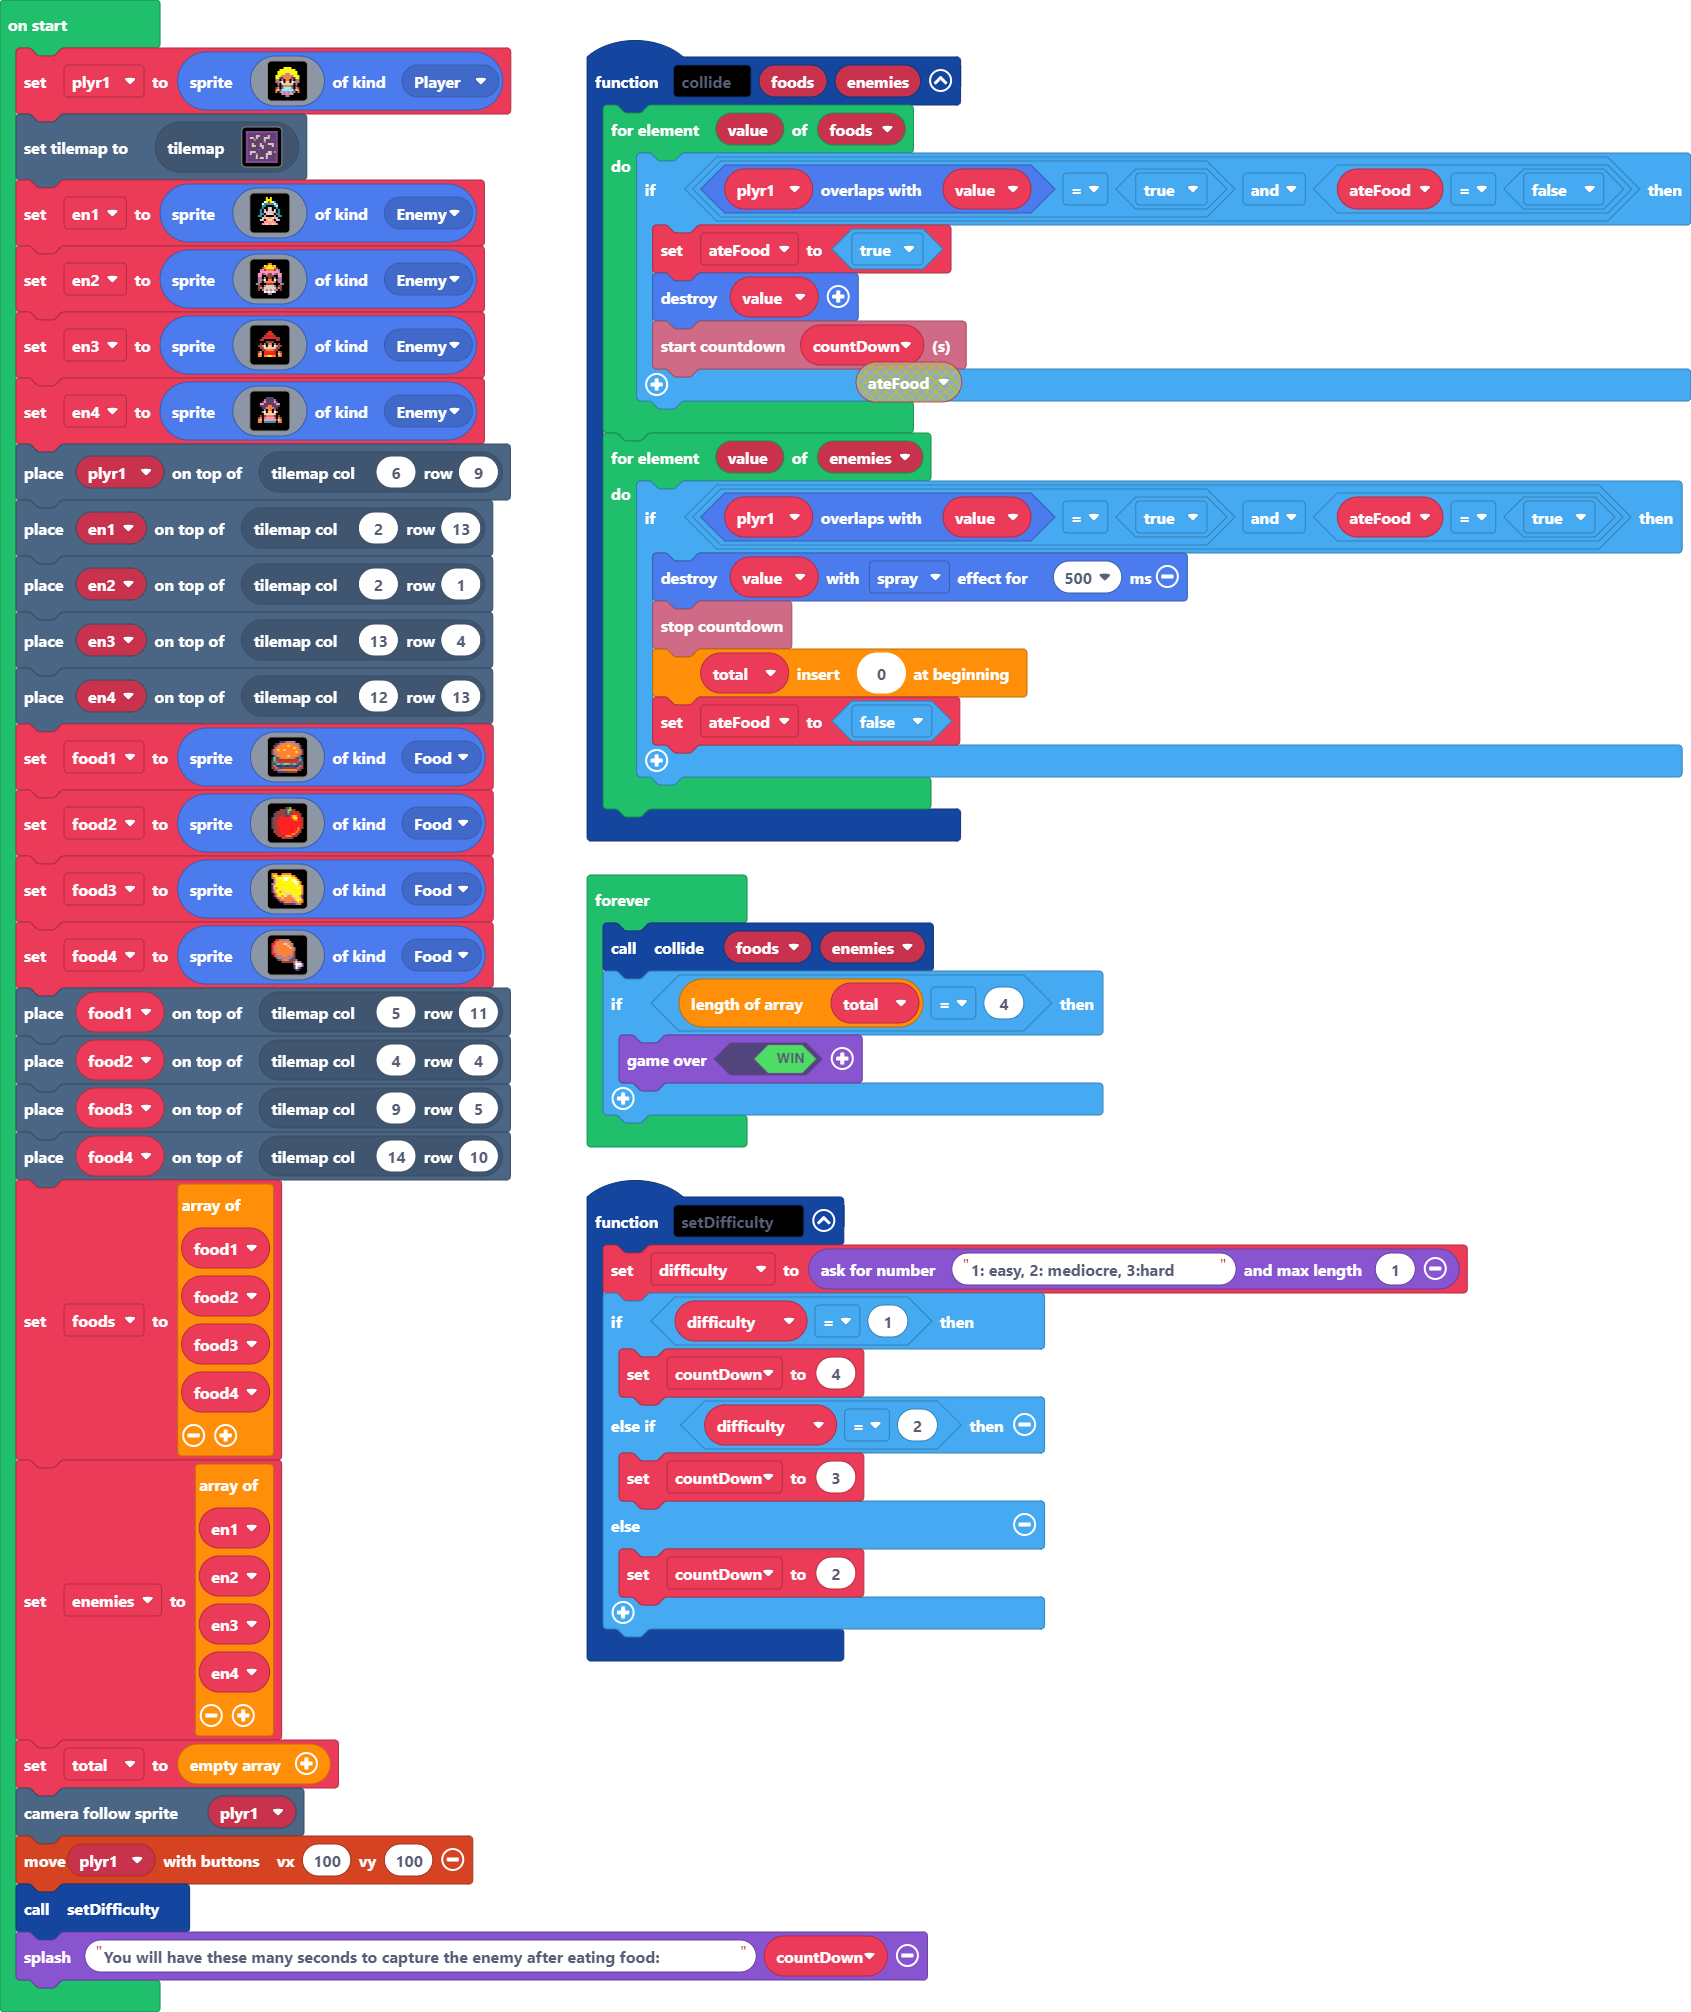 on start
set plyr1 to sprite of kind Player
set tilemap to tilemap
set en1 to sprite of kind Enemy
set en2 to sprite of kind Enemy
set en3 to sprite of kind Enemy
set en4 to sprite of kind Enemy
place plyr1 on top of tilemap col 6 row 9
place en1 on top of tilemap col 2 row 13
place en2 on top of tilemap col 2 row 1
place en3 on top of tilemap col 13 row 4
place en4 on top of tilemap col 12 row 13
set food1 to sprite of kind Food
set food2 to sprite of kind Food
set food3 to sprite of kind Food
set food4 to sprite of kind Food
place food1 on top of tilemap col 5 row 11
place food2 on top of tilemap col 4 row 4
place food3 on top of tilemap col 9 row 5
place food4 on top of tilemap col 14 row 10
array of
food1
food2
set foods to
food3
food4
array of
en1
en2
set enemies to
en3
en4
set total to empty array
camera follow sprite plyr1
move plyr1 with buttons vx 100 vy 100
call setDifficulty
splash "You will have these many seconds to capture the enemy after eating food: " countDown
function collide foods enemies
for element value of foods
do
if plyr1 overlaps with value = true and ateFood = false then
set ateFood to true
destroy value
start countdown countDown (s)
ateFood
for element value of enemies
do
if plyr1 overlaps with value = true and ateFood = true then
destroy value with spray effect for 500 ms
stop countdown
total insert 0 at beginning
set ateFood to false
forever
call collide foods enemies
if length of array total = 4 then
game over WIN
function setDifficulty
set difficulty to ask for number "1: easy, 2: mediocre, 3:hard " and max length 1
if difficulty = 1 then
set countDown to 4
else if difficulty = 2 then
set countDown to 3
else
set countDown to 2